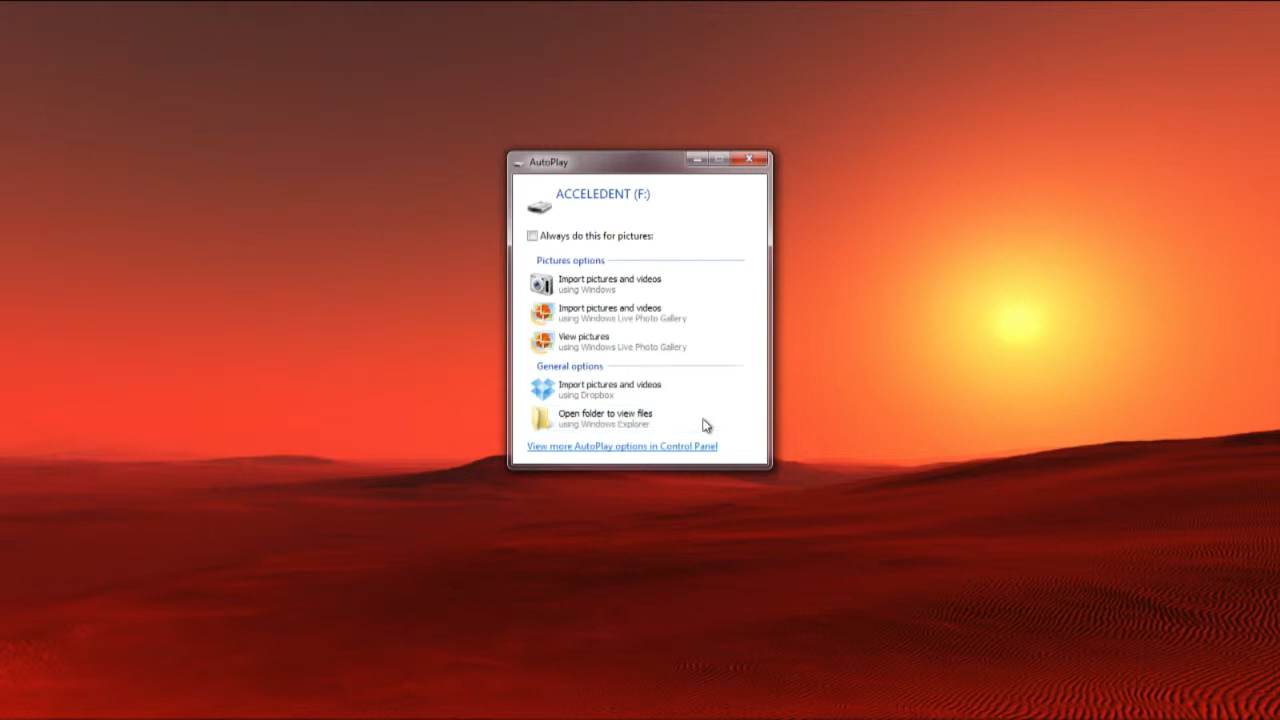 AutoPlay
ACCELEDENT (F:)
Always do this for pictures:
Pictures options
Import pictures and videos
using Windows
Import pictures and videos
using Windows Live Photo Gallery
View pictures
using Windows Live Photo Gallery
General options
Import pictures and videos
using Dropbox
Open folder to view files
using Windows Explorer
View more AutoPlay options in Control Panel